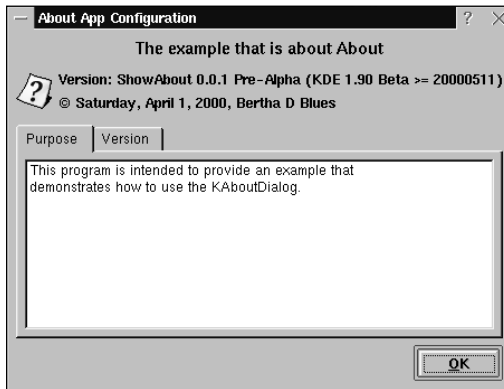 About App Configuration
The example that is about About
Version: ShowAbout 0.0.1 Pre-Alpha (KDE 1.90 Beta >= 20000511)
© Saturday, April 1, 2000, Bertha D Blues
Purpose
Version
This program is intended to provide an example that
demonstrates how to use the KAboutDialog.
OK